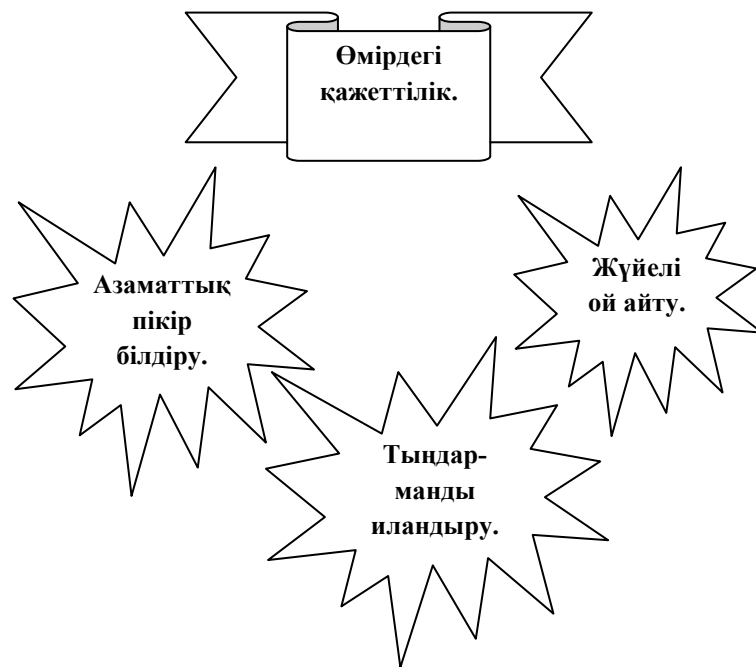 Өмірдегі
қажеттілік.
Азаматтық
пікір
білдіру.
Жүйелі
ой айту.
Тыңдар-
манды
иландыру.